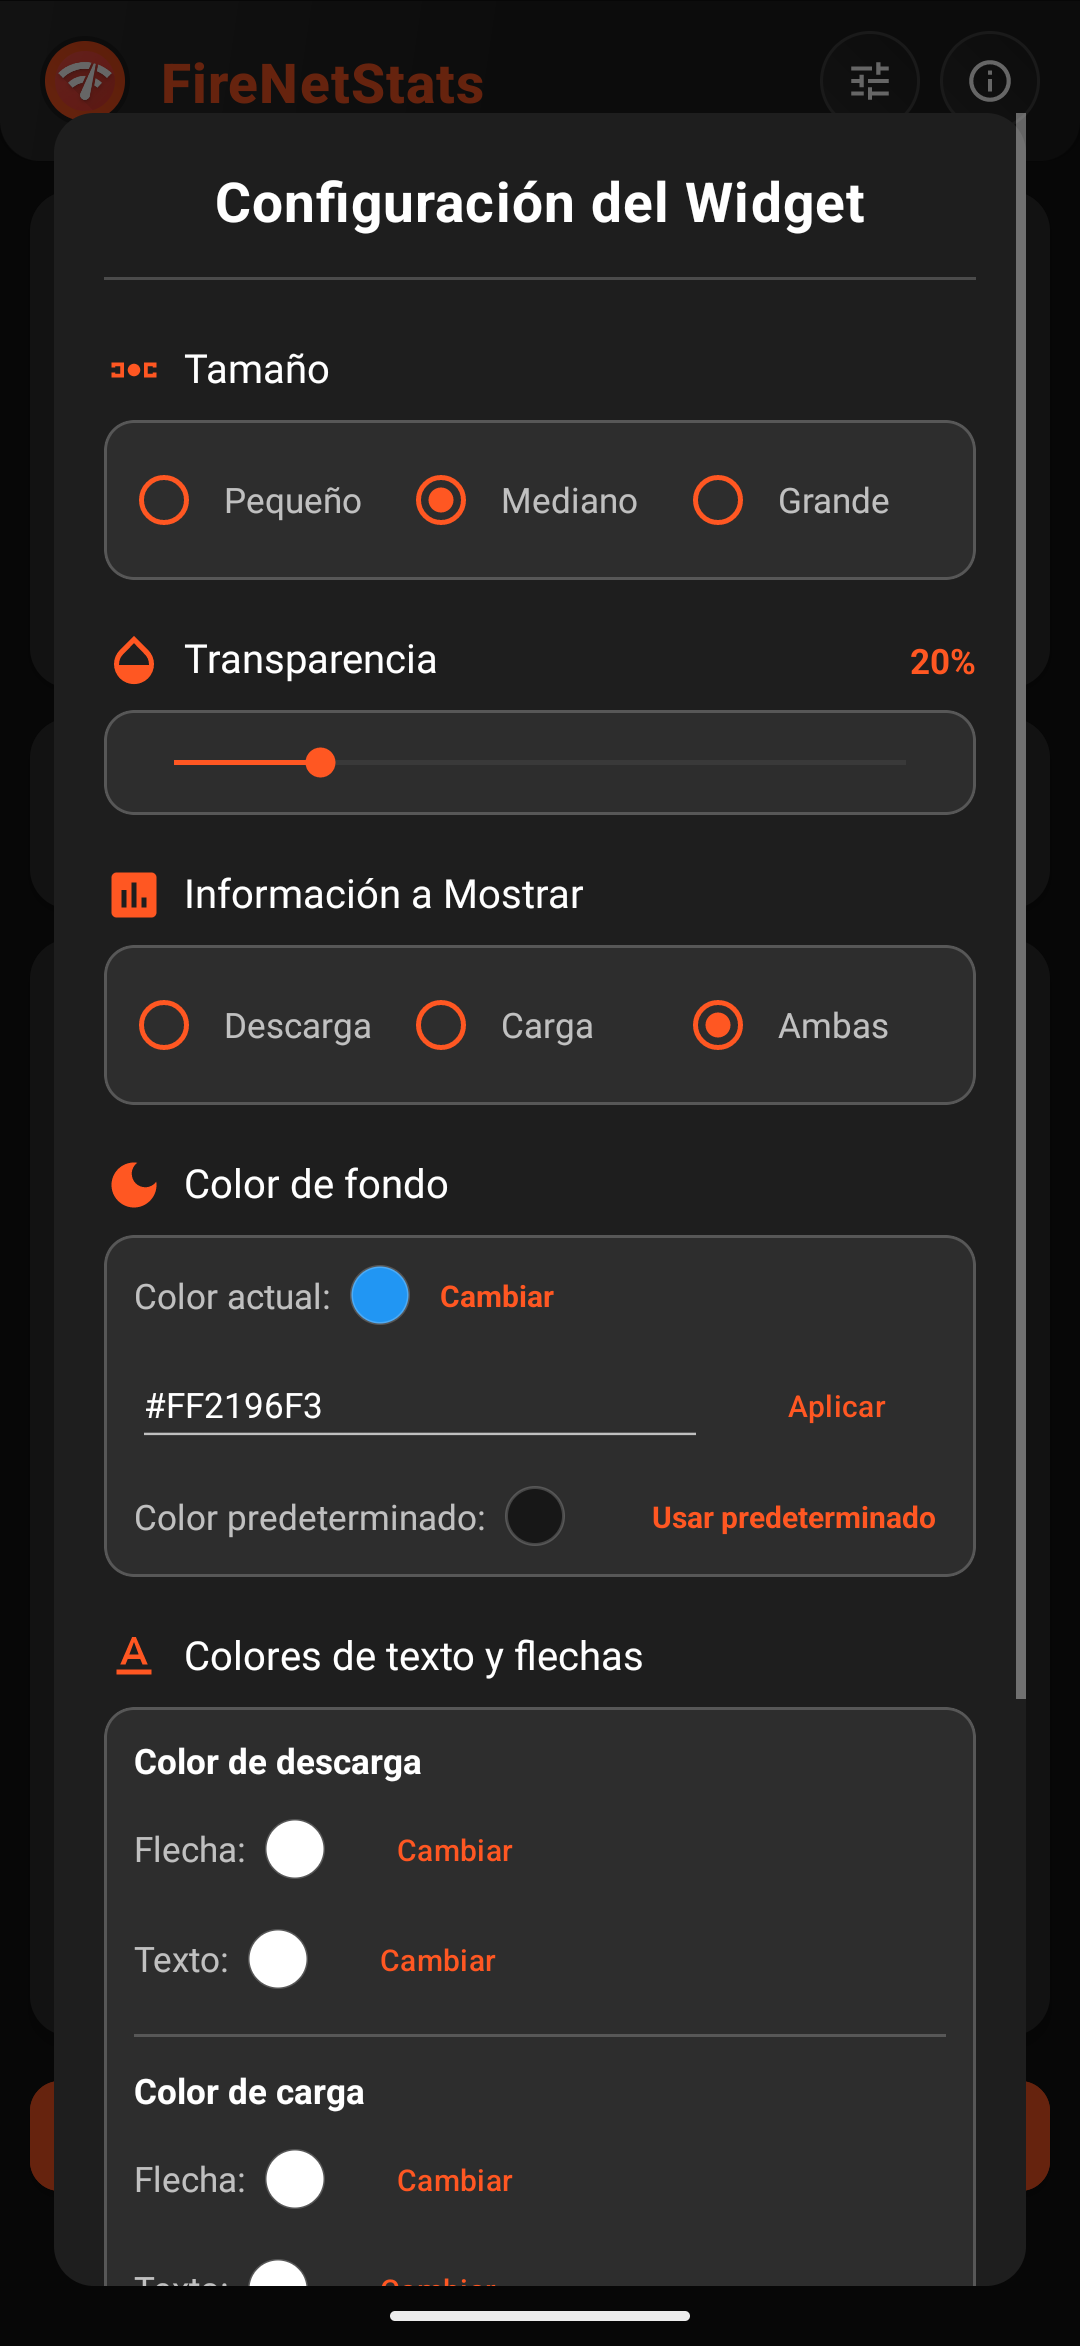 FireNetStats
Configuración del Widget
Tamaño
Pequeño Mediano Grande
Transparencia 20%
Información a Mostrar
Descarga Carga Ambas
Color de fondo
Color actual: Cambiar
#FF2196F3 Aplicar
Color predeterminado: Usar predeterminado
Colores de texto y flechas
Color de descarga
Flecha: Cambiar
Texto: Cambiar
Color de carga
Flecha: Cambiar
Texto: Cambiar